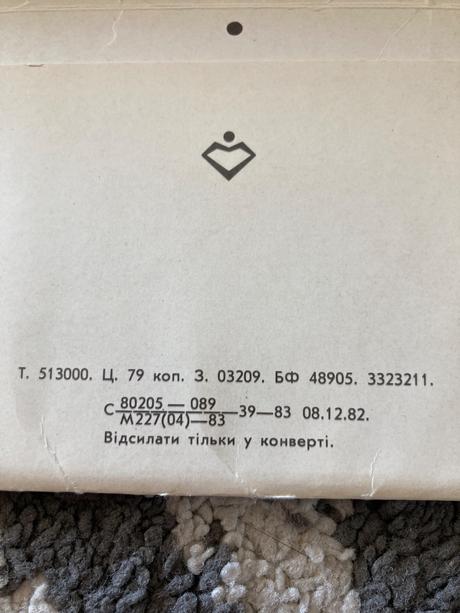 Т. 513000. Ц. 79 коп. З. 03209. БФ 48905. 3323211.
С 80205 — 089
М227(04)—83 —39—83 08.12.82.
Відсилати тільки у конверті.